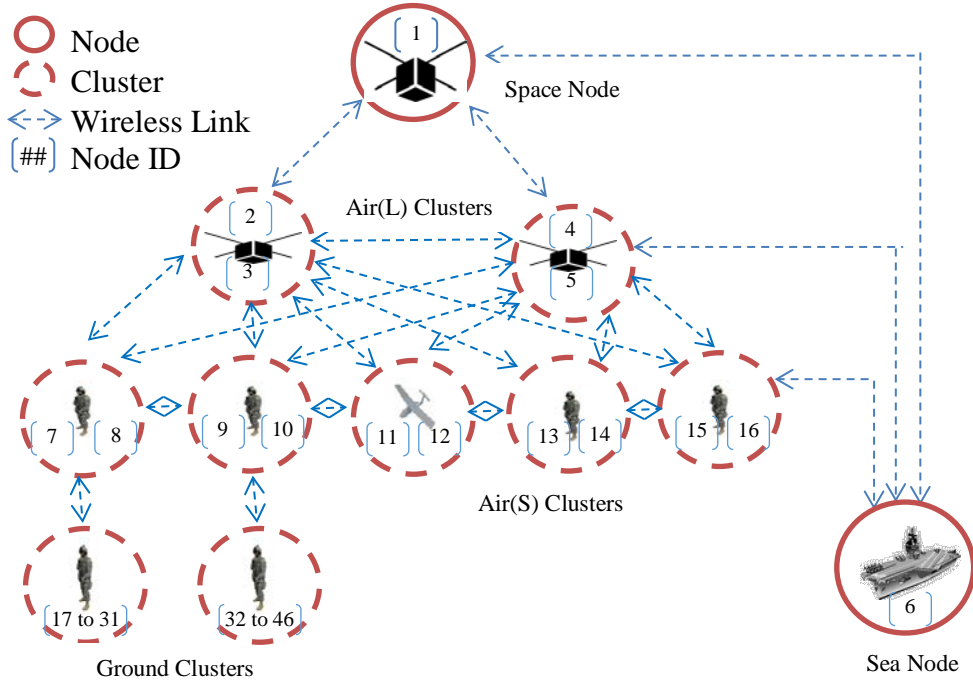 Node
Cluster
Wireless Link
[##] Node ID
[1]
Space Node
[2]
[3]
Air(L) Clusters
[4]
[5]
[7] [8]
[9] [10]
[11] [12]
[13] [14]
[15] [16]
Air(S) Clusters
[17 to 31]
[32 to 46]
[6]
Ground Clusters
Sea Node